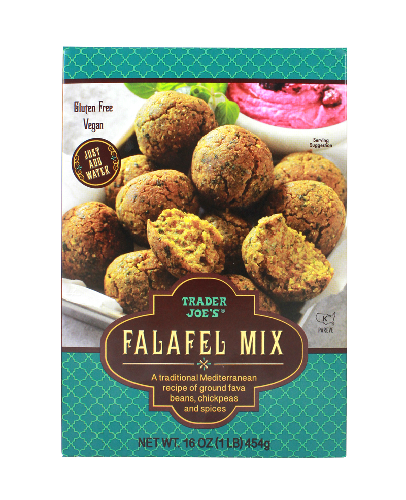 Gluten Free
Vegan
JUST
ADD
WATER
Serving
Suggestion
K
PAREVE
TRADER
JOE'S®
FALAFEL MIX
A traditional Mediterranean
recipe of ground fava
beans, chickpeas
and spices
NET WT. 16 OZ (1 LB) 454g